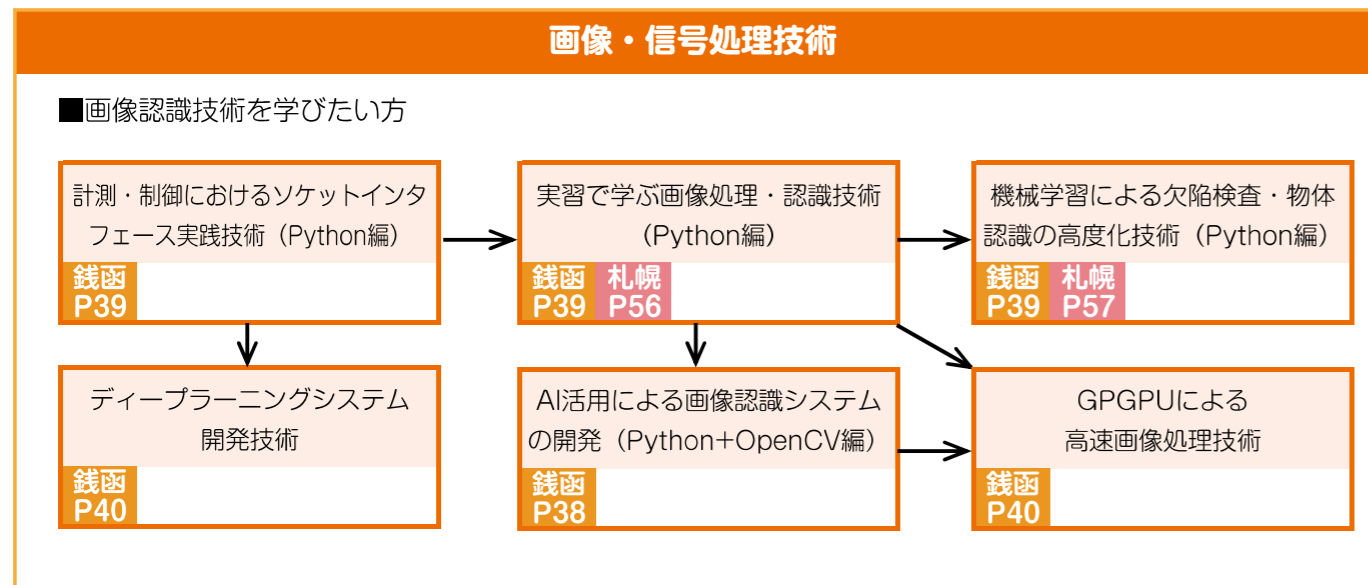 画像・信号処理技術
■画像認識技術を学びたい方
計測・制御におけるソケットインタ
フェース実践技術（Python編）
銭函
P39
実習で学ぶ画像処理・認識技術
（Python編）
銭函
P39
札幌
P56
機械学習による欠陥検査・物体
認識の高度化技術（Python編）
銭函
P39
札幌
P57
ディープラーニングシステム
開発技術
銭函
P40
AI活用による画像認識システム
の開発（Python+OpenCV編）
銭函
P38
GPGPUによる
高速画像処理技術
銭函
P40